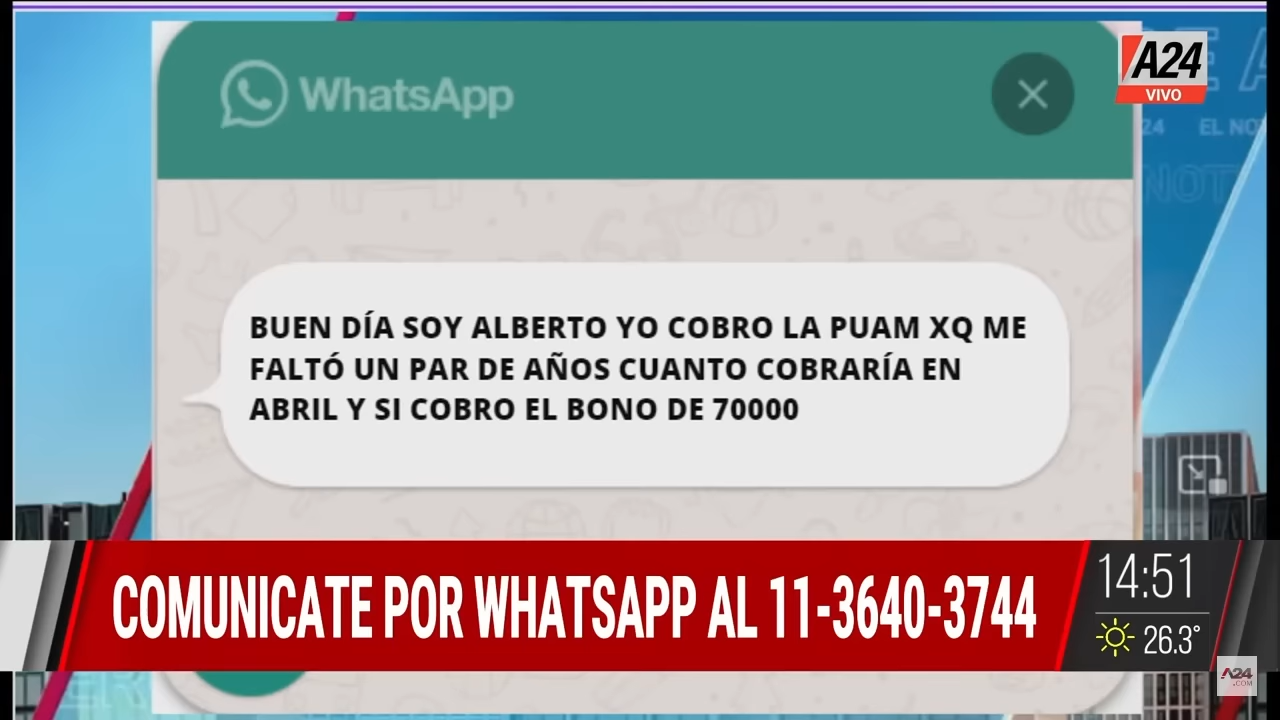 WhatsApp
A24
VIVO
24 EL NO
NOT
BUEN DÍA SOY ALBERTO YO COBRO LA PUAM XQ ME
FALTÓ UN PAR DE AÑOS CUANTO COBRARÍA EN
ABRIL Y SI COBRO EL BONO DE 70000
COMUNICATE POR WHATSAPP AL 11-3640-3744
14:51
26.3°
A24
.COM